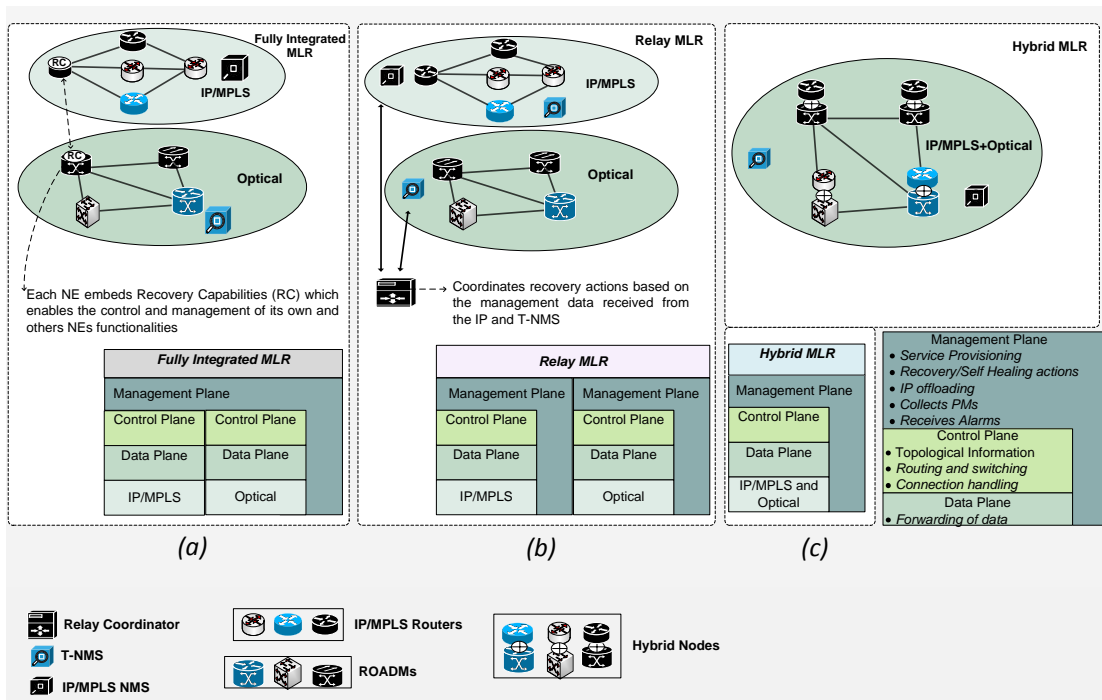 Fully Integrated
MLR
RC
IP/MPLS
RC
Optical
Each NE embeds Recovery Capabilities (RC) which
enables the control and management of its own and
others NEs functionalities
Fully Integrated MLR
Management Plane
Control Plane
Control Plane
Data Plane
Data Plane
IP/MPLS
Optical
(a)
Relay MLR
IP/MPLS
Optical
Coordinates recovery actions based on
the management data received from
the IP and T-NMS
Relay MLR
Management Plane
Management Plane
Control Plane
Control Plane
Data Plane
Data Plane
IP/MPLS
Optical
(b)
Hybrid MLR
IP/MPLS+Optical
Hybrid MLR
Management Plane
Control Plane
Data Plane
IP/MPLS and
Optical
Management Plane
• Service Provisioning
• Recovery/Self Healing actions
• IP offloading
• Collects PMs
• Receives Alarms
Control Plane
• Topological Information
• Routing and switching
• Connection handling
Data Plane
• Forwarding of data
(c)
Relay Coordinator
T-NMS
IP/MPLS NMS
IP/MPLS Routers
ROADMs
Hybrid Nodes